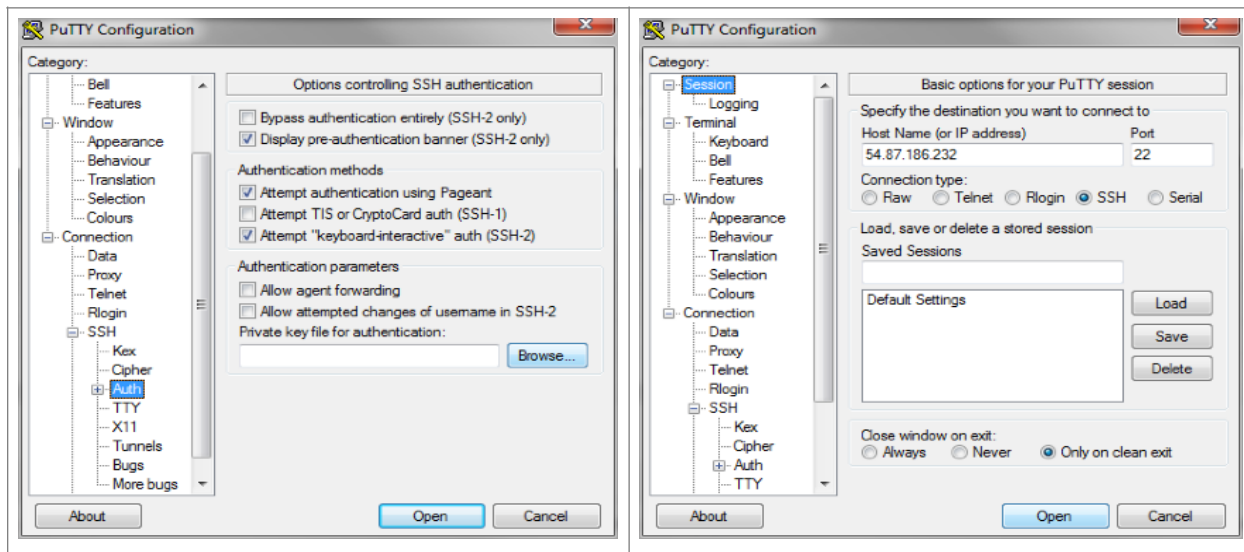 PuTTY Configuration
Category:
Bell
Features
Window
Appearance
Behaviour
Translation
Selection
Colours
Connection
Data
Proxy
Telnet
Rlogin
SSH
Kex
Cipher
Auth
TTY
X11
Tunnels
Bugs
More bugs
Options controlling SSH authentication
Bypass authentication entirely (SSH-2 only)
Display pre-authentication banner (SSH-2 only)
Authentication methods
Attempt authentication using Pageant
Attempt TIS or CryptoCard auth (SSH-1)
Attempt "keyboard-interactive" auth (SSH-2)
Authentication parameters
Allow agent forwarding
Allow attempted changes of username in SSH-2
Private key file for authentication:
Browse...
About
Open
Cancel
PuTTY Configuration
Category:
Session
Logging
Terminal
Keyboard
Bell
Features
Window
Appearance
Behaviour
Translation
Selection
Colours
Connection
Data
Proxy
Telnet
Rlogin
SSH
Kex
Cipher
Auth
TTY
Basic options for your PuTTY session
Specify the destination you want to connect to
Host Name (or IP address) Port
54.87.186.232 22
Connection type:
Raw Telnet Rlogin SSH Serial
Load, save or delete a stored session
Saved Sessions
Default Settings
Load
Save
Delete
Close window on exit:
Always Never Only on clean exit
About
Open
Cancel